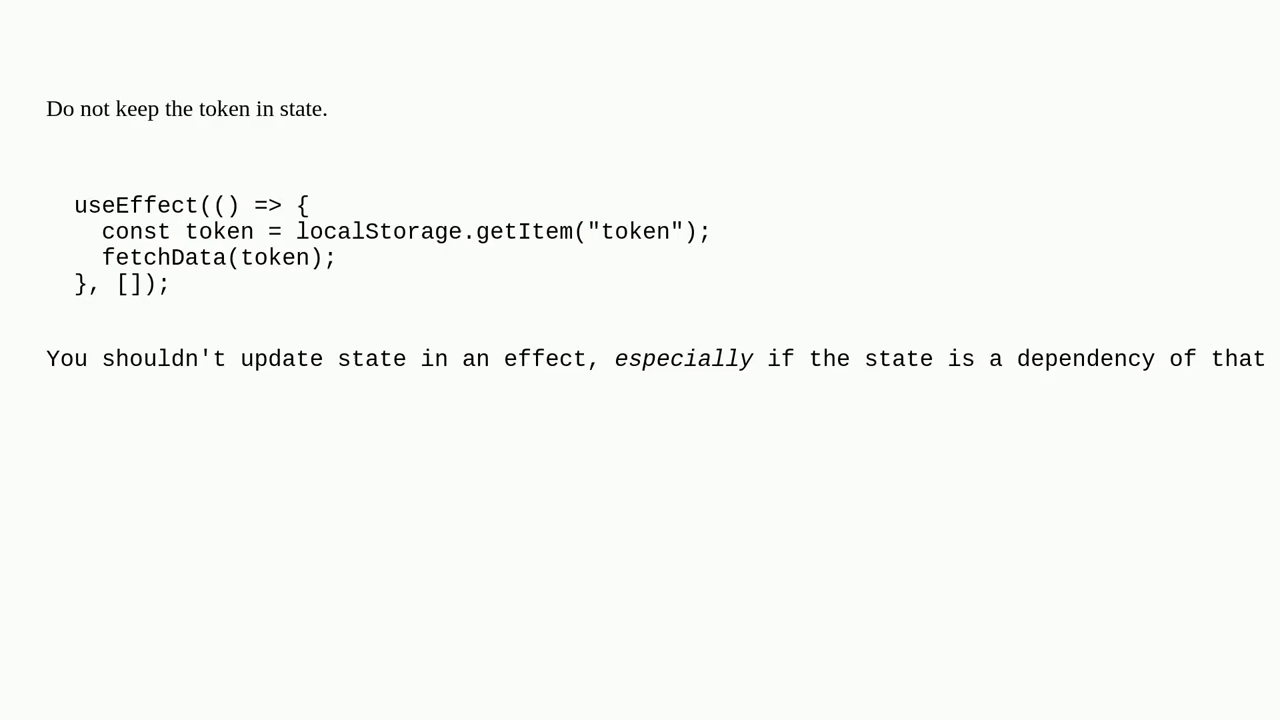 Do not keep the token in state.
useEffect(() => {
  const token = localStorage.getItem("token");
  fetchData(token);
}, []);
You shouldn't update state in an effect, especially if the state is a dependency of that